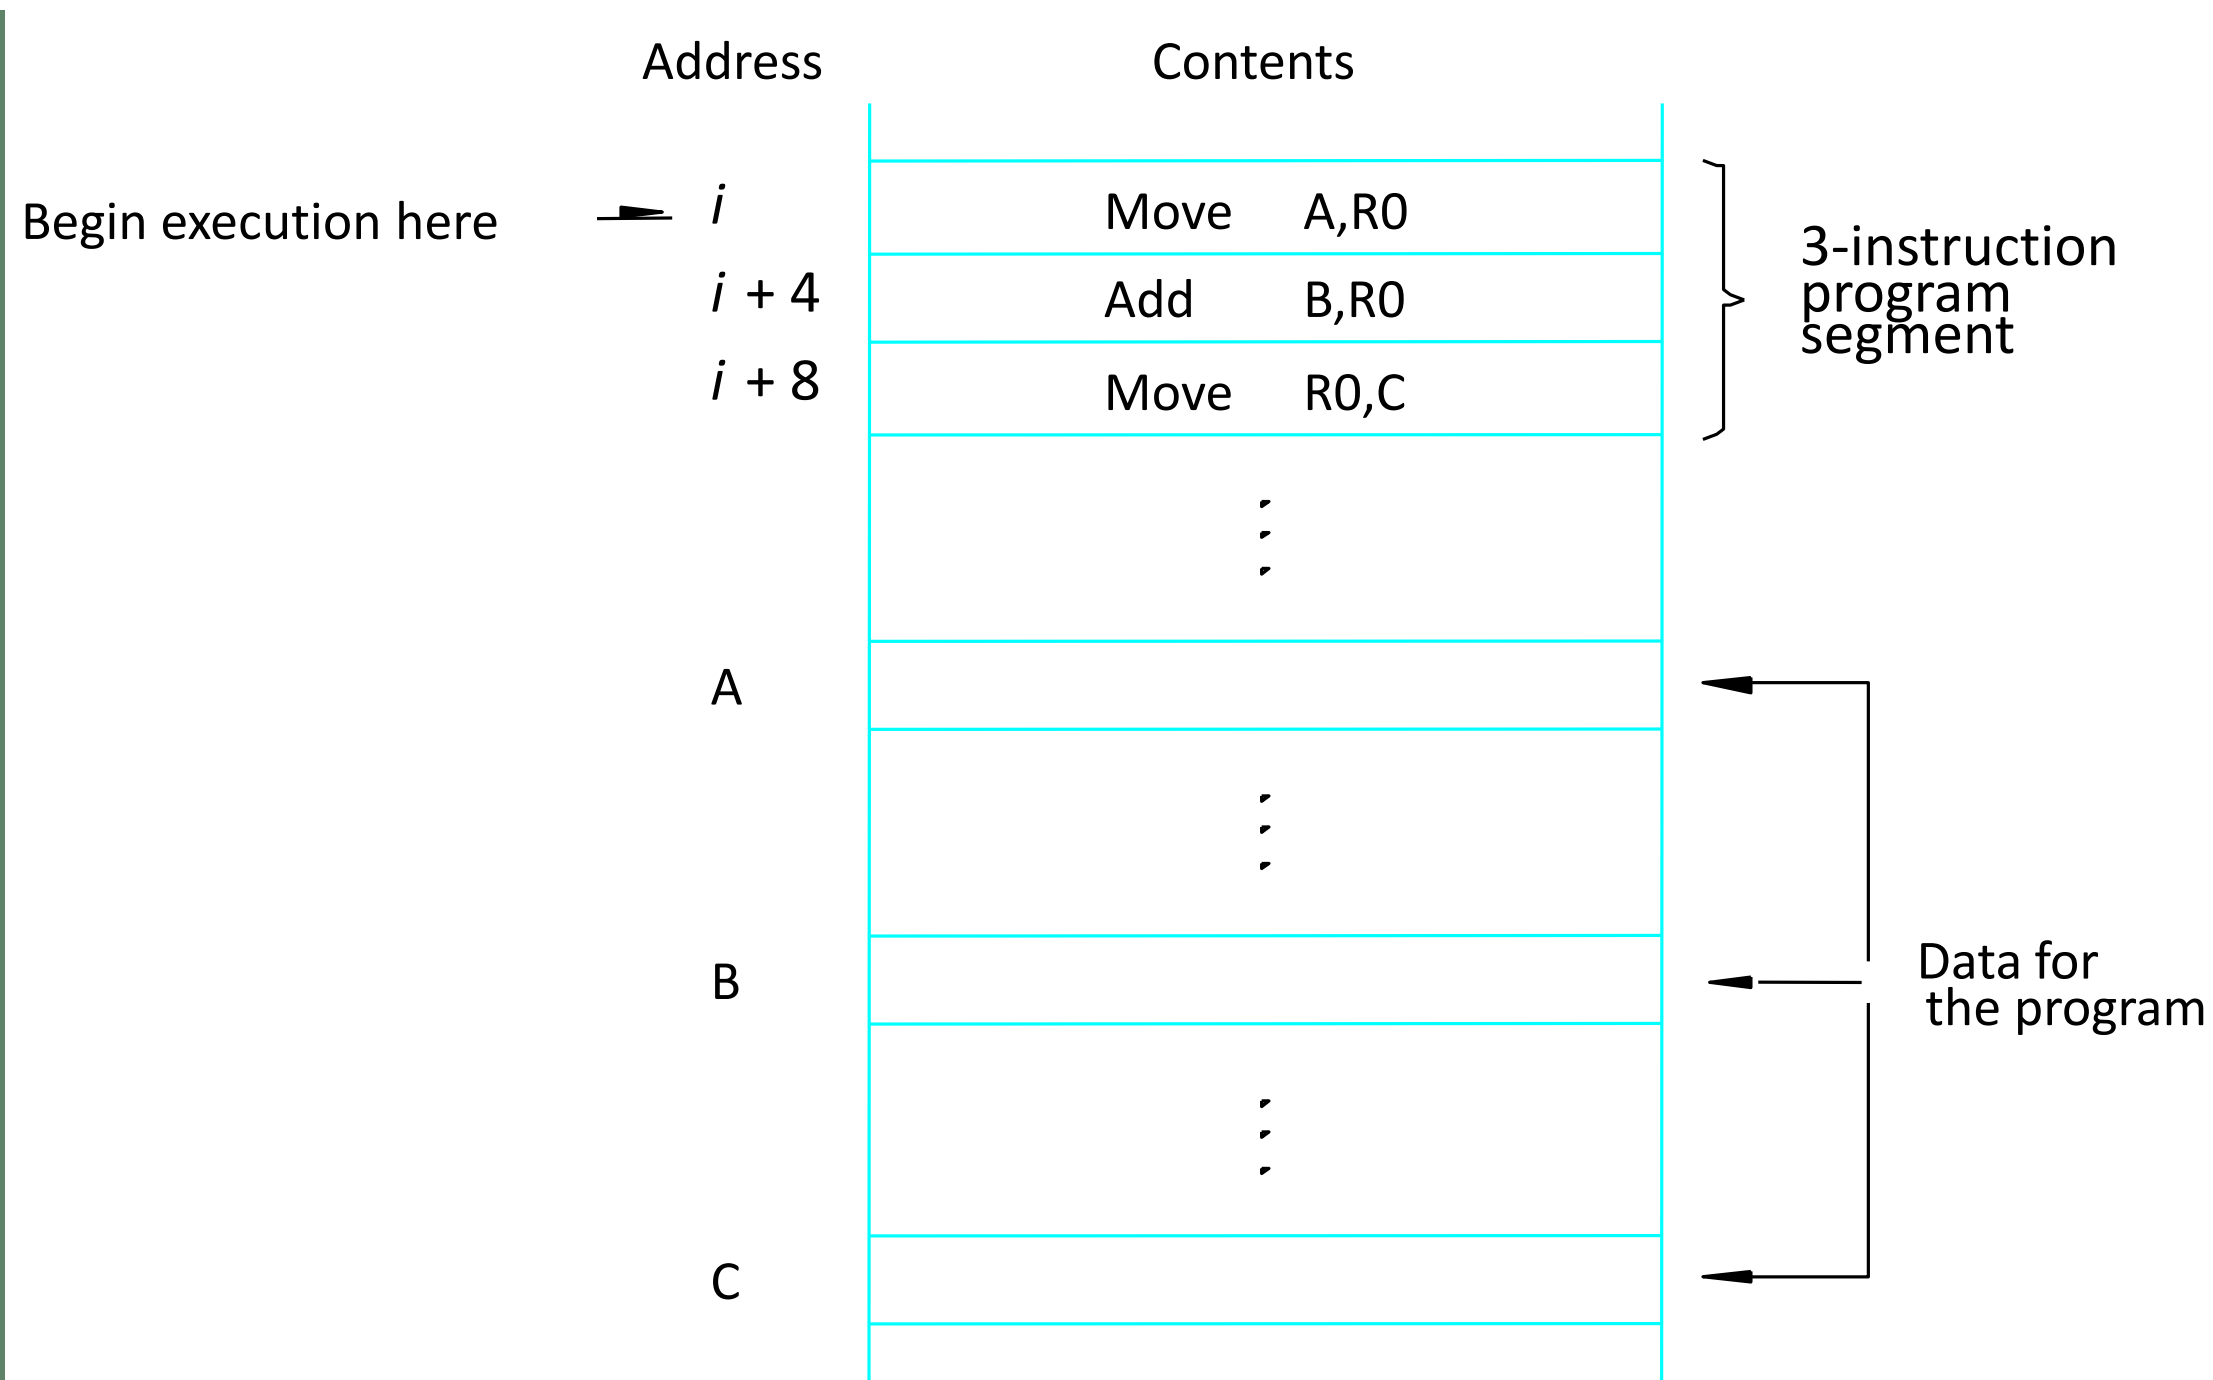 Address Contents
Begin execution here i Move A,R0
i + 4 Add B,R0
i + 8 Move R0,C
3-instruction
program
segment
A
B
Data for
the program
C